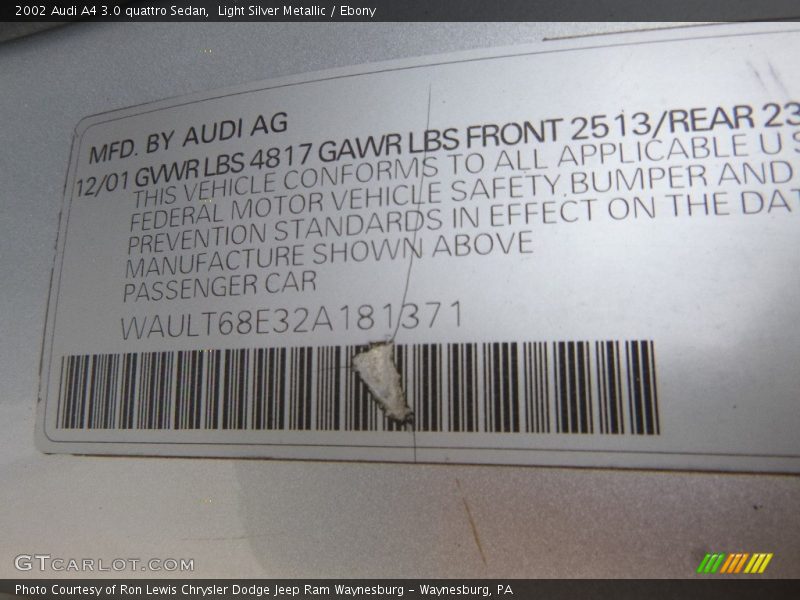 2002 Audi A4 3.0 quattro Sedan,  Light Silver Metallic / Ebony
MFD. BY AUDI AG
12/01 GWWR LBS 4817 GAWR LBS FRONT 2513/REAR 23
THIS VEHICLE CONFORMS TO ALL APPLICABLE U S
FEDERAL MOTOR VEHICLE SAFETY, BUMPER AND
PREVENTION STANDARDS IN EFFECT ON THE DAT
MANUFACTURE SHOWN ABOVE
PASSENGER CAR
WAULT68E32A181371
GTCARLOT.COM
Photo Courtesy of Ron Lewis Chrysler Dodge Jeep Ram Waynesburg - Waynesburg, PA